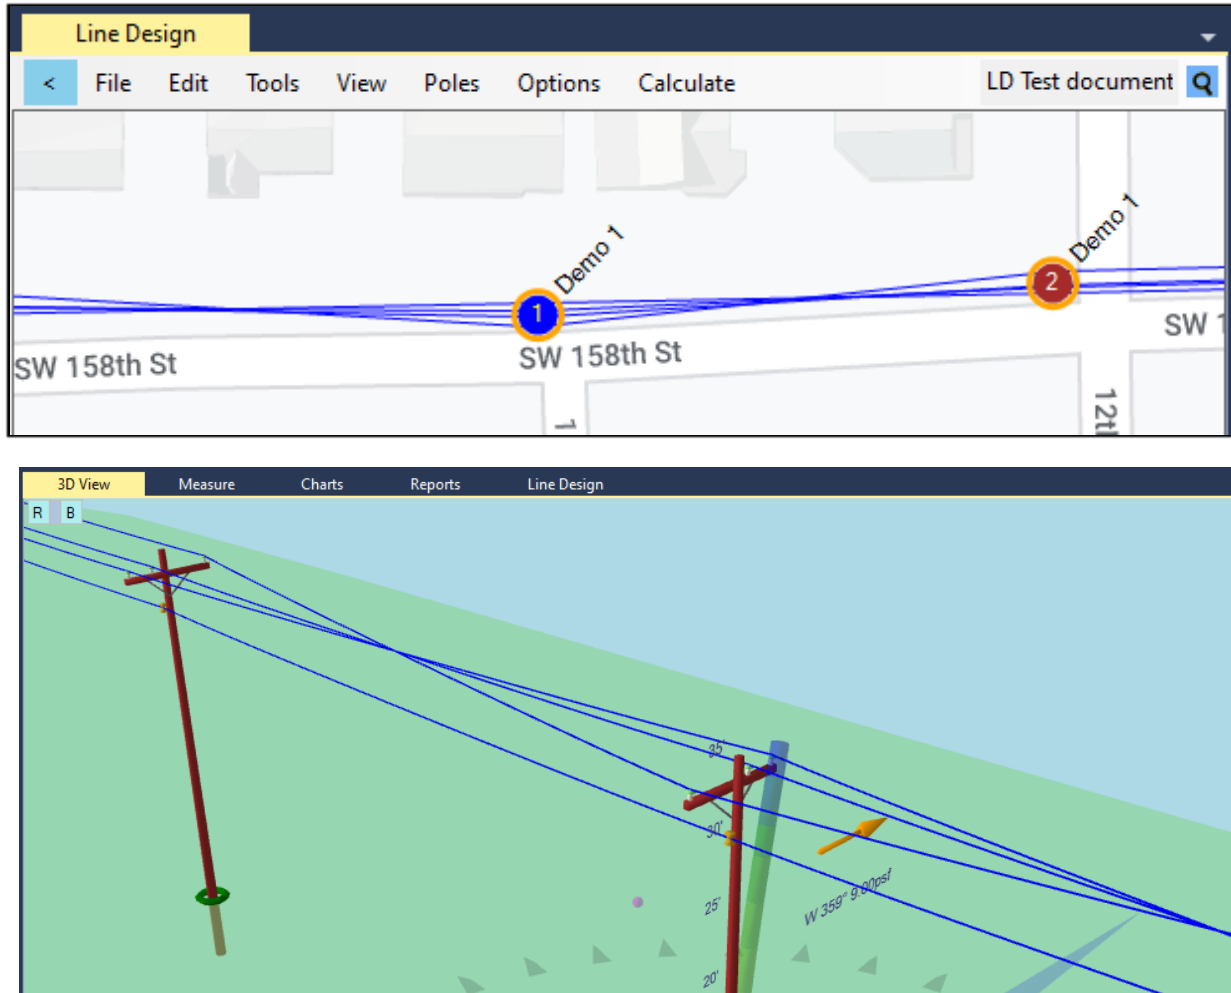 Line Design
< File Edit Tools View Poles Options Calculate LD Test document
Demo 1
Demo 1
1
2
SW 158th St
SW 158th St
SW 1
1
12tl
3D View Measure Charts Reports Line Design
R B
35'
30'
25'
20'
W 359° 9.00psf